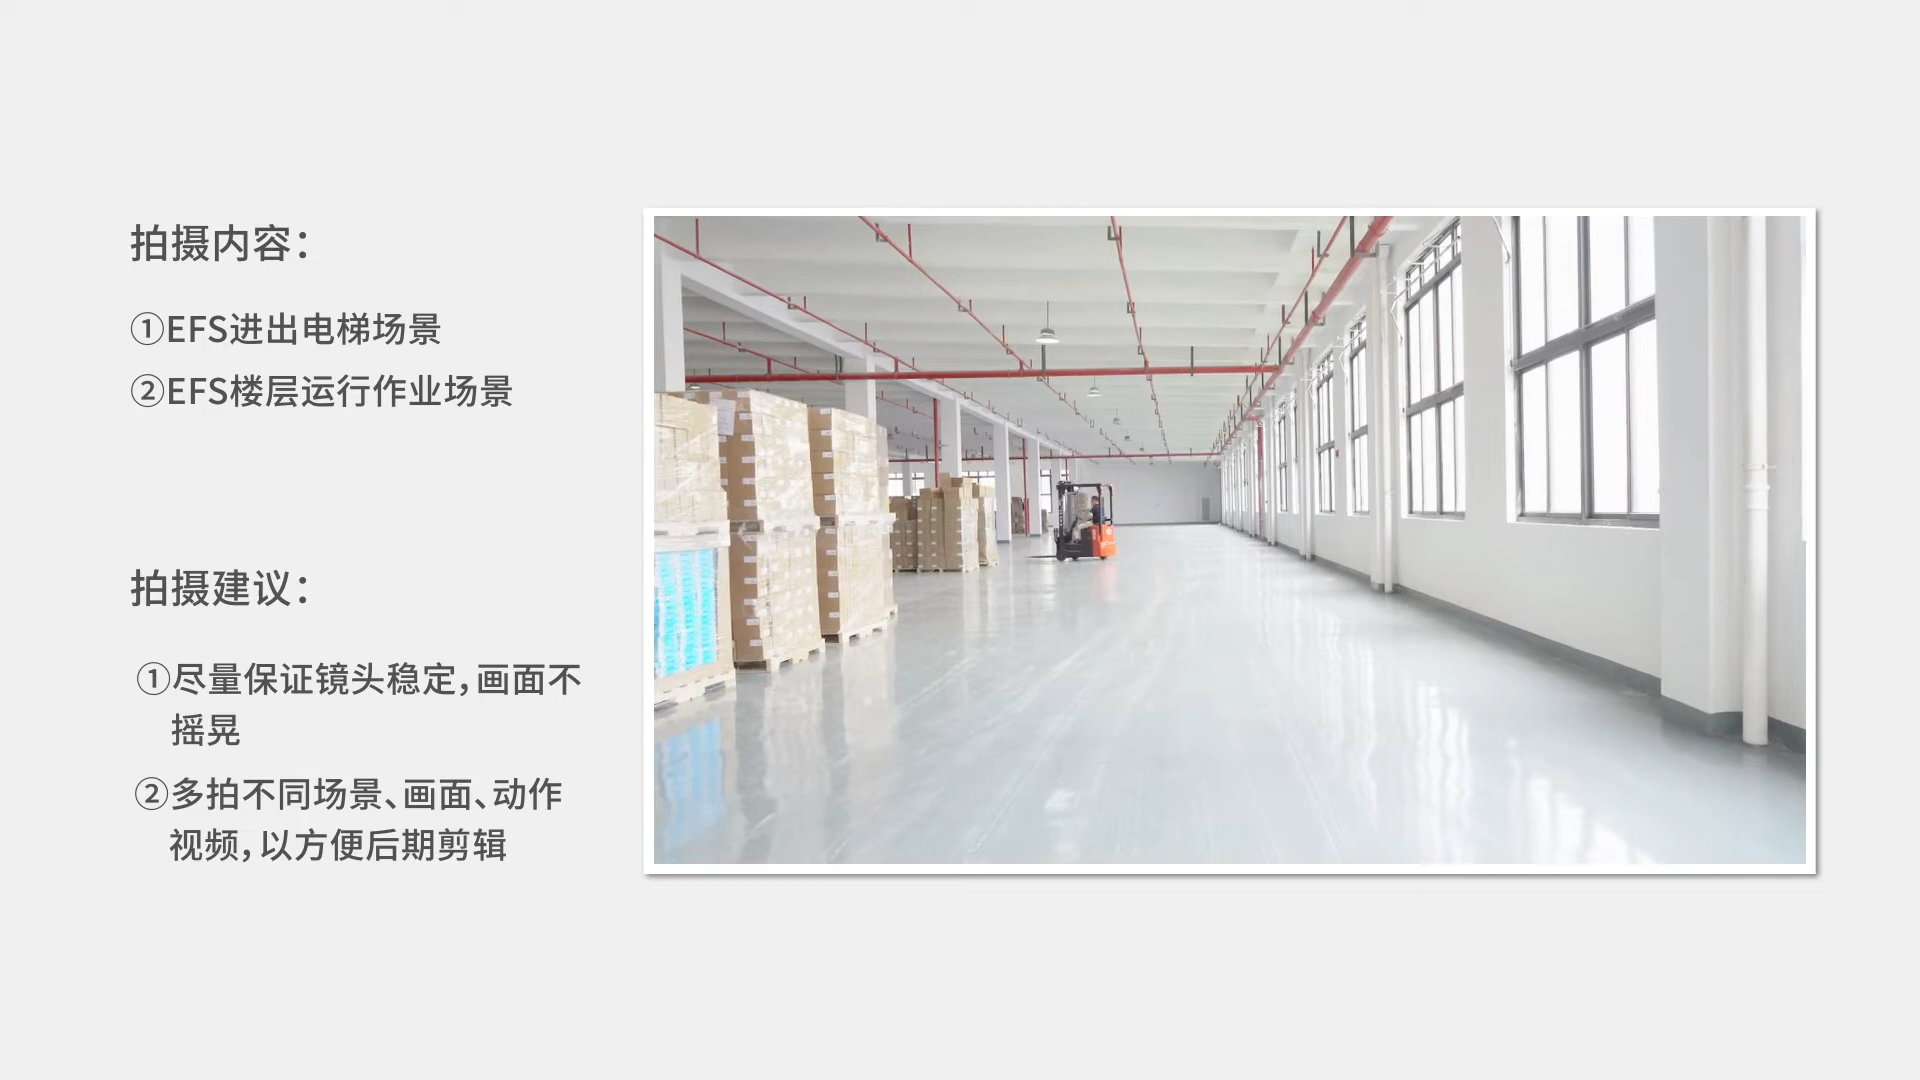 拍摄内容：
①EFS进出电梯场景
②EFS楼层运行作业场景
拍摄建议：
①尽量保证镜头稳定，画面不
摇晃
②多拍不同场景、画面、动作
视频，以方便后期剪辑